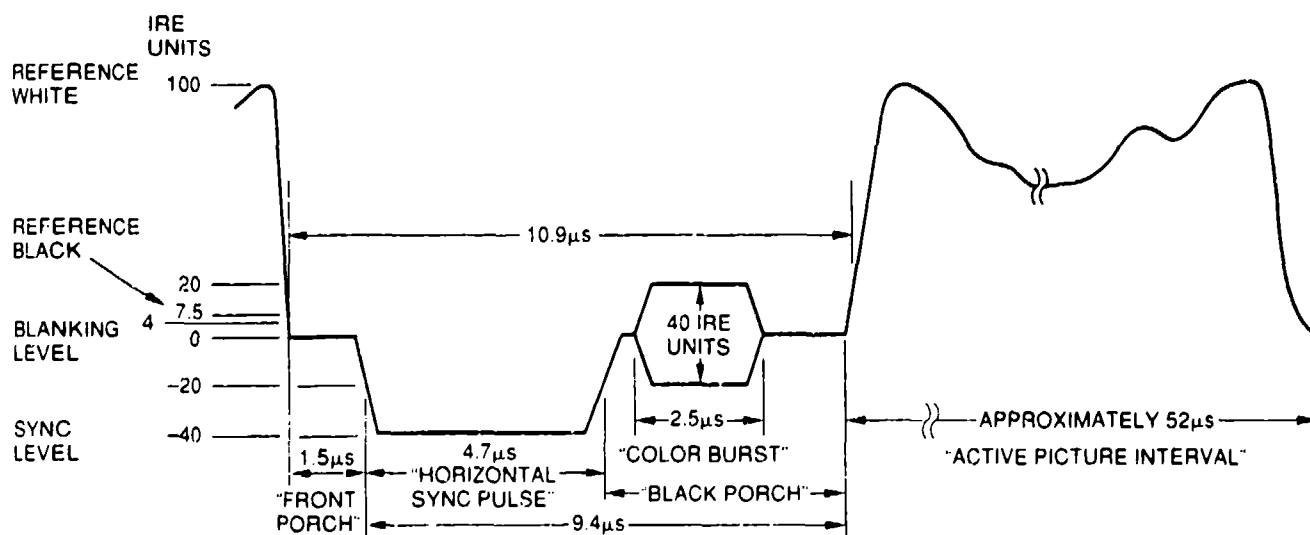 IRE
UNITS
REFERENCE
WHITE
100
REFERENCE
BLACK
10.9µs
20
7.5
4
BLANKING
LEVEL
0
40 IRE
UNITS
-20
SYNC
LEVEL
-40
1.5µs
4.7µs
2.5µs
APPROXIMATELY 52µs
"FRONT
PORCH"
"HORIZONTAL
SYNC PULSE"
"COLOR BURST"
"BLACK PORCH"
"ACTIVE PICTURE INTERVAL"
9.4µs